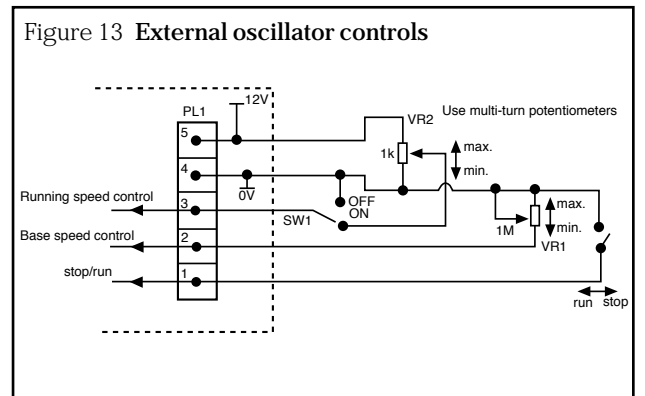 Figure 13 External oscillator controls
12V
PL1
VR2
Use multi-turn potentiometers
5
1k
max.
min.
4
0V
OFF
ON
Running speed control
3
SW1
max.
1M
min.
VR1
Base speed control
2
stop/run
1
run stop